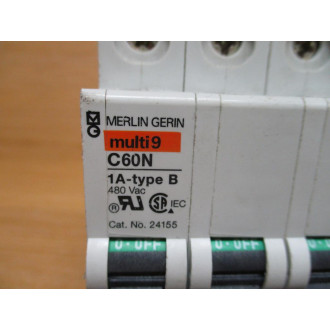 MERLIN GERIN
multi9
C60N
1A-type B
480 Vac
IEC
Cat. No. 24155
O-OFF O-OFF